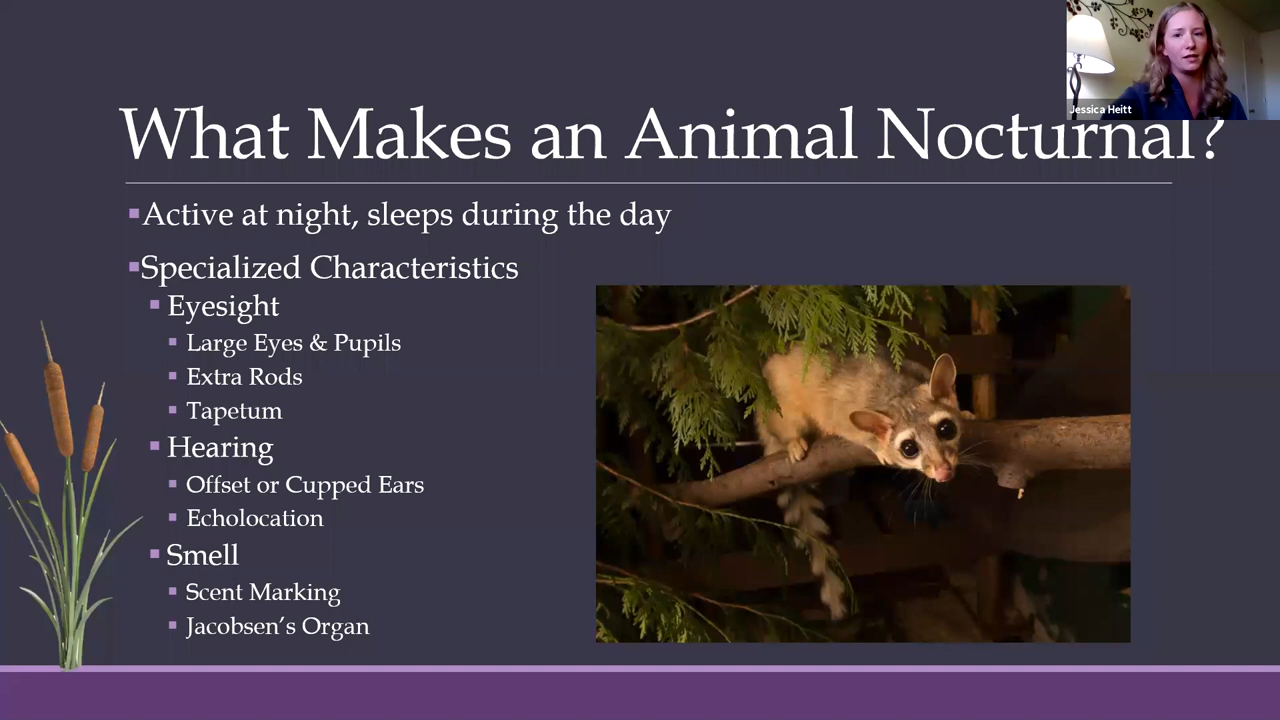 Jessica Heitt
What Makes an Animal Nocturnal?
Active at night, sleeps during the day
Specialized Characteristics
Eyesight
Large Eyes & Pupils
Extra Rods
Tapetum
Hearing
Offset or Cupped Ears
Echolocation
Smell
Scent Marking
Jacobsen’s Organ